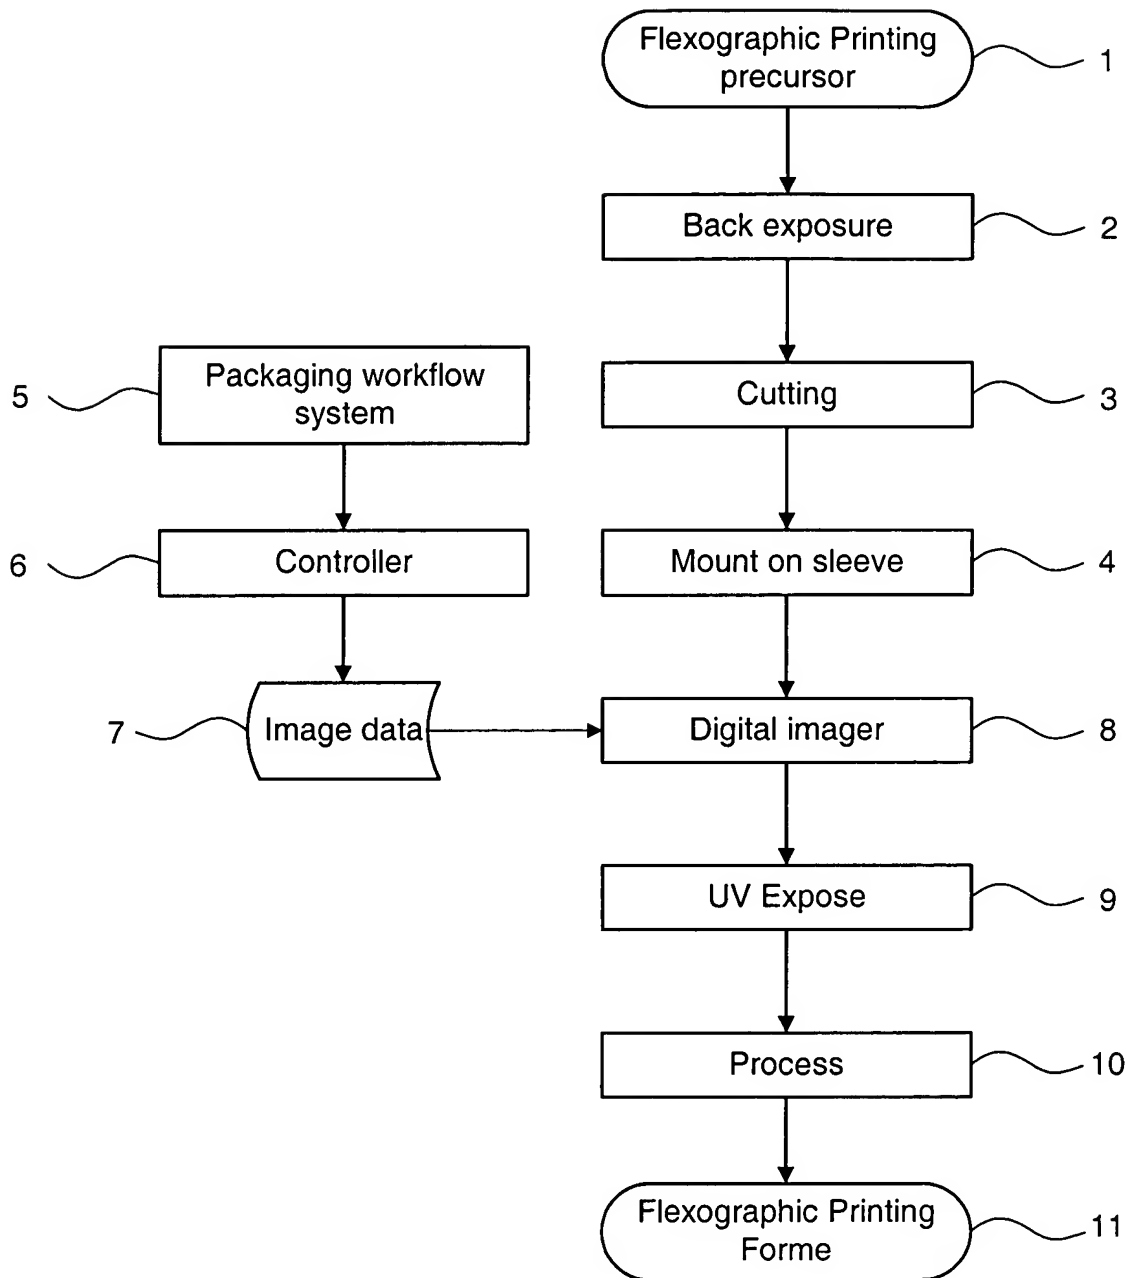 Flexographic Printing
precursor
1
Back exposure
2
Cutting
3
Mount on sleeve
4
5
Packaging workflow
system
6
Controller
7
Image data
Digital imager
8
UV Expose
9
Process
10
Flexographic Printing
Forme
11